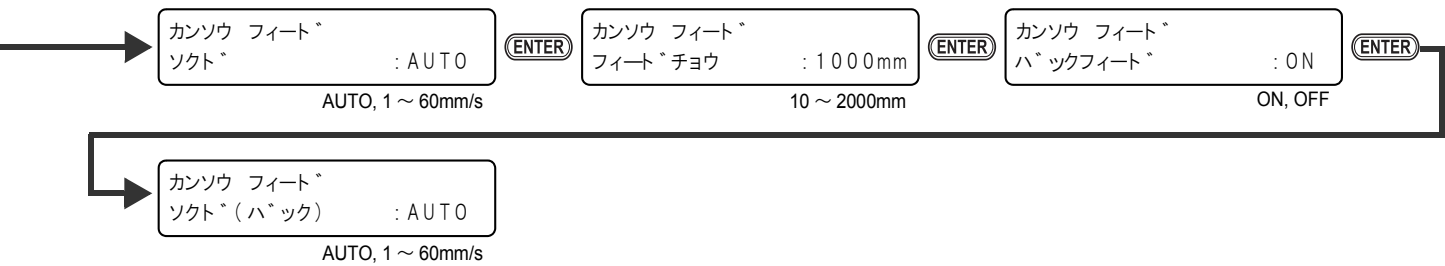 カンソウ フィート゛
ソクト゛ :AUTO
ENTER
AUTO, 1 ～ 60mm/s
カンソウ フィート゛
フィート゛チョウ :1000mm
ENTER
10 ～ 2000mm
カンソウ フィート゛
ハ゛ックフィート゛ :ON
ENTER
ON, OFF
カンソウ フィート゛
ソクト゛(ハ゛ック) :AUTO
AUTO, 1 ～ 60mm/s